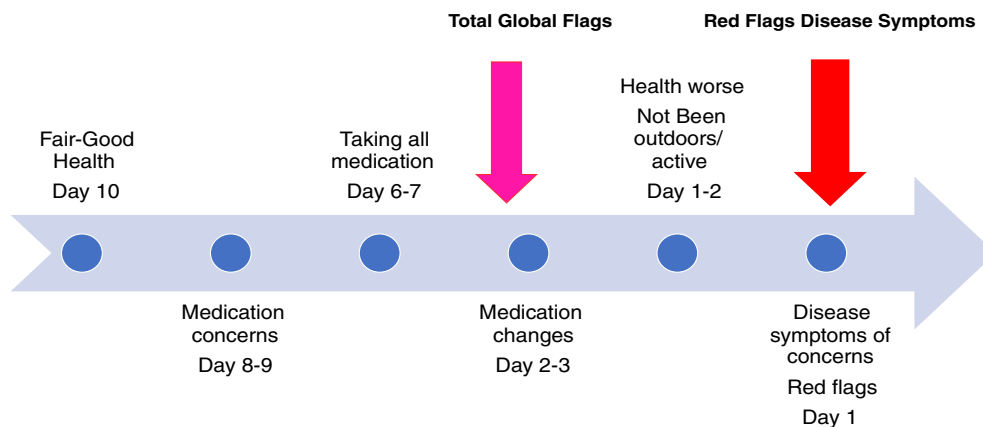 Total Global Flags
Red Flags Disease Symptoms
Fair-Good
Health
Day 10
Medication
concerns
Day 8-9
Taking all
medication
Day 6-7
Medication
changes
Day 2-3
Health worse
Not Been
outdoors/
active
Day 1-2
Disease
symptoms of
concerns
Red flags
Day 1